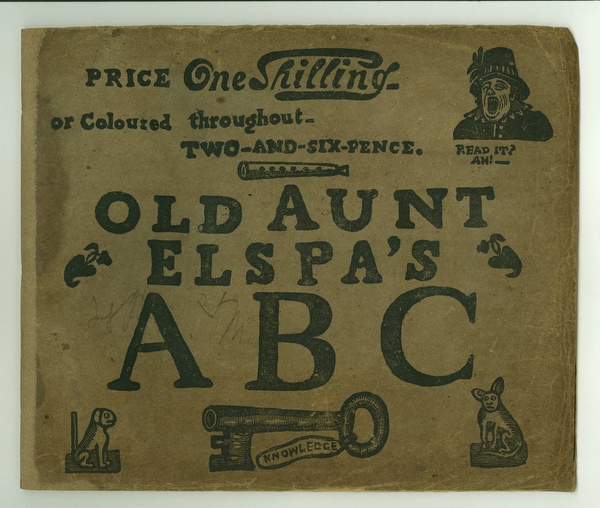 PRICE One Shilling-
or Coloured throughout-
TWO-AND-SIX-PENCE.
READ IT?
AH!—
OLD AUNT
ELSPA'S
ABC
KNOWLEDGE